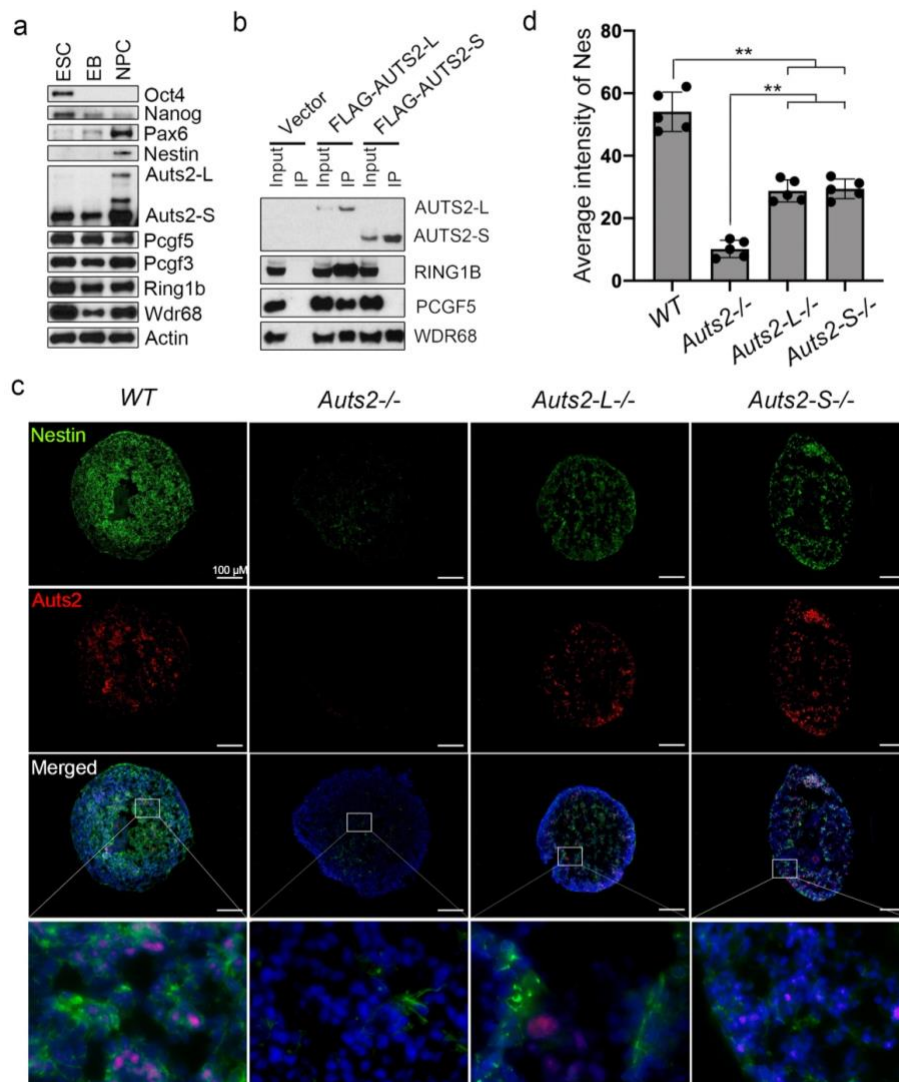 a
ESC
EB
NPC
Oct4
Nanog
Pax6
Nestin
Auts2-L
Auts2-S
Pcgf5
Pcgf3
Ring1b
Wdr68
Actin
b
Vector
FLAG-AUTS2-L
FLAG-AUTS2-S
Input
IP
Input
IP
Input
IP
AUTS2-L
AUTS2-S
RING1B
PCGF5
WDR68
d
Average intensity of Nes
80
60
40
20
0
**
**
WT
Auts2-/-
Auts2-L-/-
Auts2-S-/-
c
WT
Auts2-/-
Auts2-L-/-
Auts2-S-/-
Nestin
100 μM
Auts2
Merged